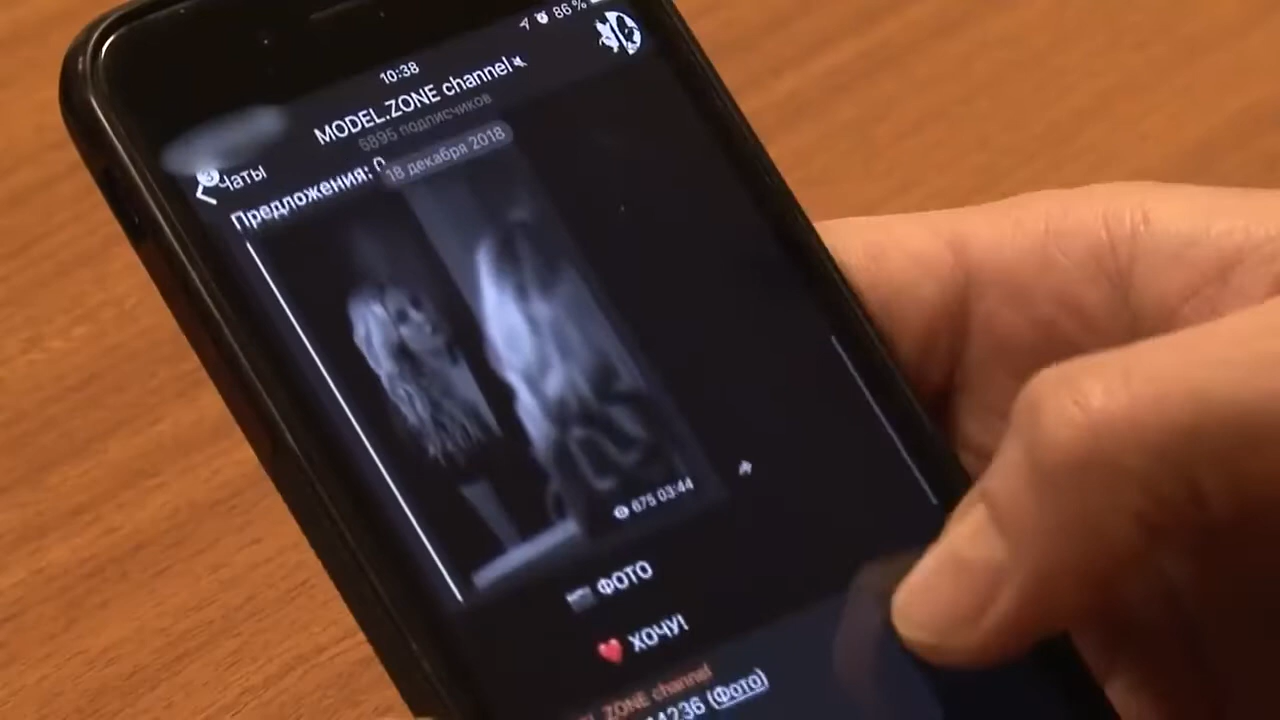 86%
10:38
MODEL.ZONE channel
6895 подписчиков
3
Чаты
18 декабря 2018
Предложения:
675 03:44
ФОТО
ХОЧУ!
ZONE channel
(Фото)